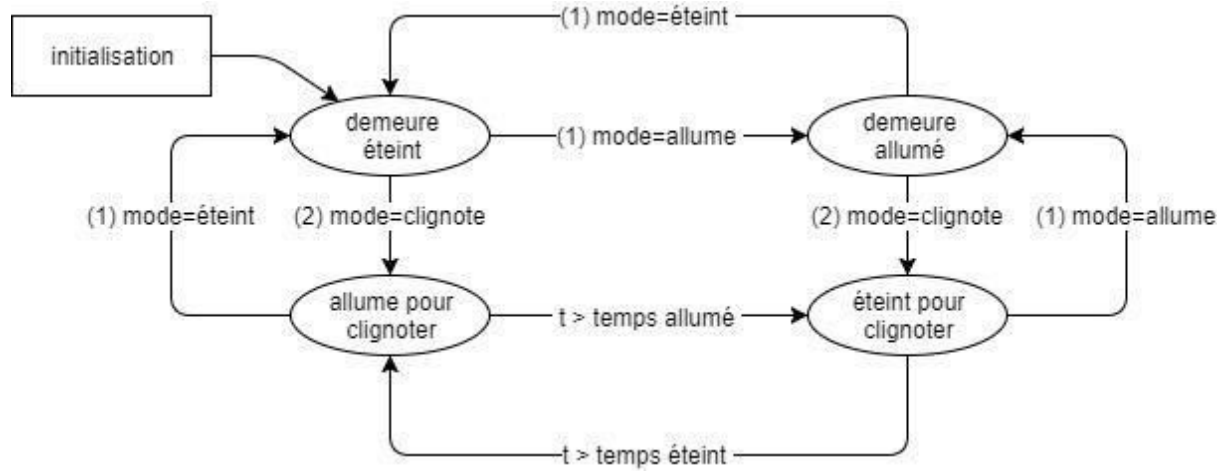 (1) mode=éteint
initialisation
demeure
éteint
(1) mode=allume
demeure
allumé
(1) mode=éteint
(2) mode=clignote
(2) mode=clignote
(1) mode=allume
allume pour
clignoter
t > temps allumé
éteint pour
clignoter
t > temps éteint